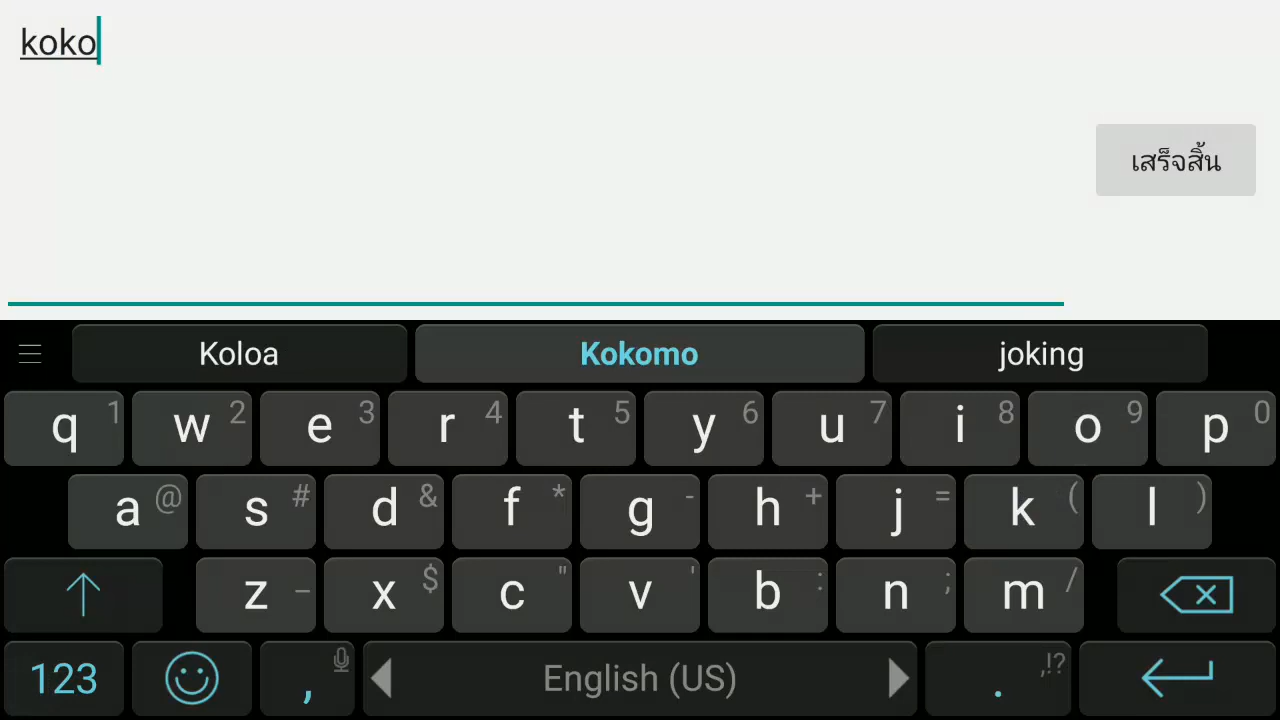 koko
เสร็จสิ้น
Koloa Kokomo joking
q 1 w 2 e 3 r 4 t 5 y 6 u 7 i 8 o 9 p 0
a @ s # d & f * g - h + j = k ( l )
z _ x $ c " v ' b : n ; m /
123 , English (US) . ,!?